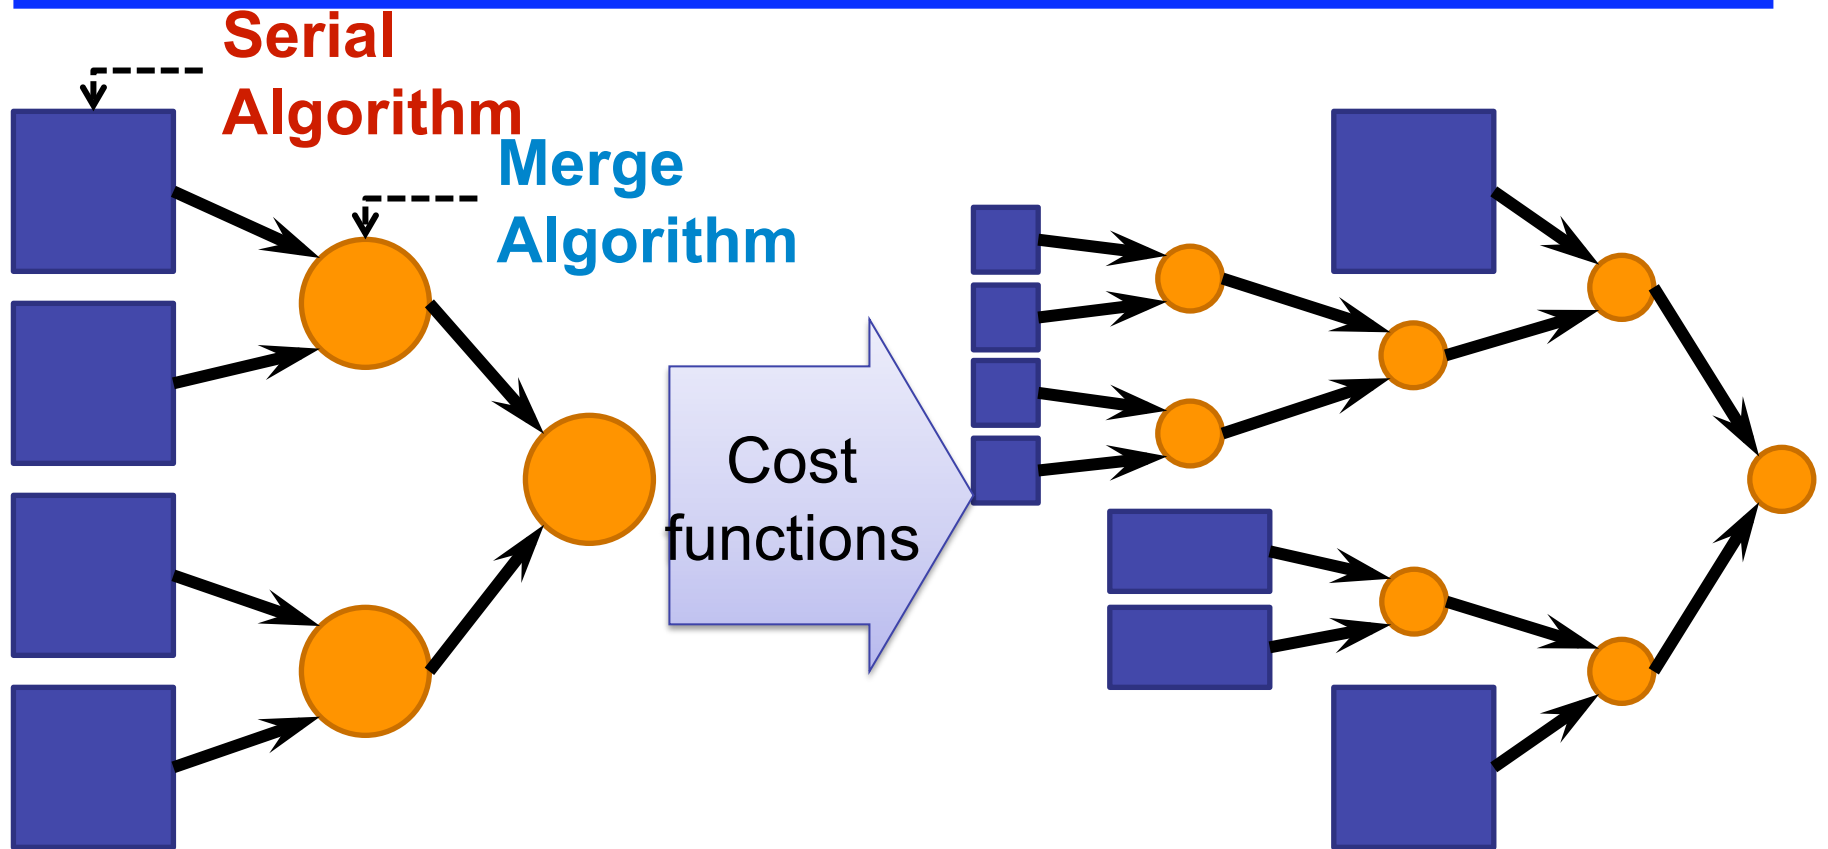 Serial
Algorithm
Merge
Algorithm
Cost
functions